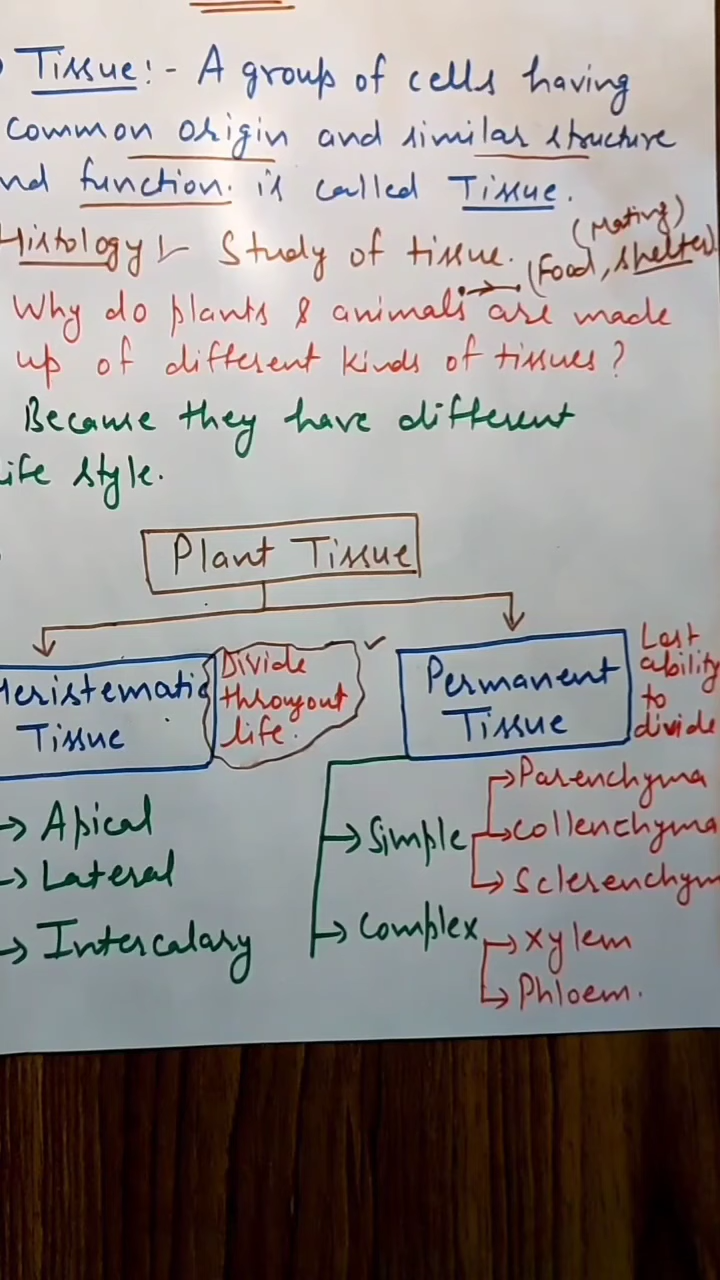 Tissue:- A group of cells having
common origin and similar structure
nd function. is called Tissue.
(Mating)
Histology :- Study of tissue.
(Food, shelter)
Why do plants & animals are made
up of different kinds of tissues?
Because they have different
life style.
Plant Tissue
Meristematic
Tissue
Divide
throyout
life.
Permanent
Tissue
Lost
ability
to
divide
→ Apical
→ Lateral
→ Intercalary
→ Simple
→ Parenchyma
→ Collenchyma
→ Sclerenchym
→ Complex
→ Xylem
→ Phloem.